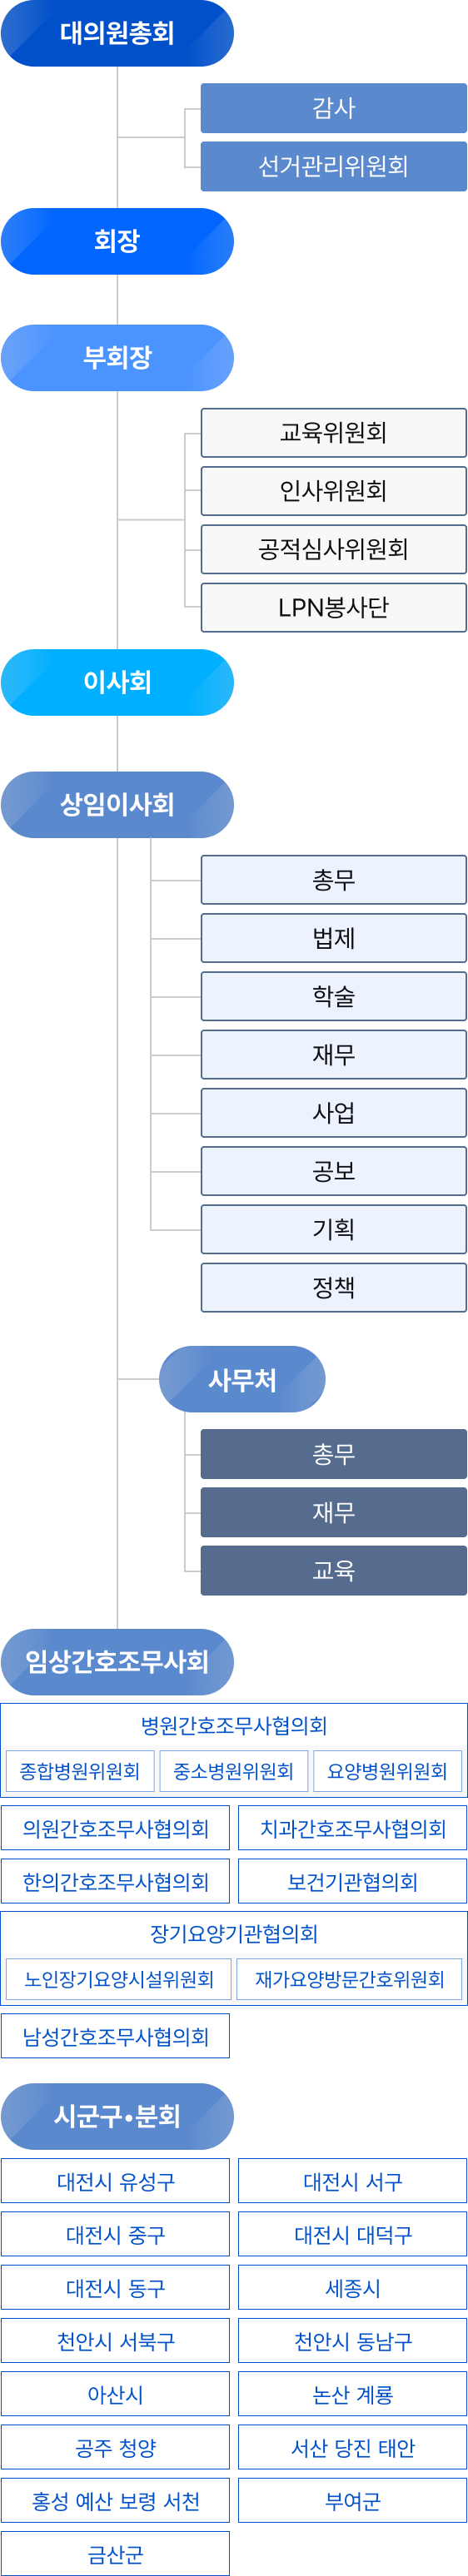 대의원총회
감사
선거관리위원회
회장
부회장
교육위원회
인사위원회
공적심사위원회
LPN봉사단
이사회
상임이사회
총무
법제
학술
재무
사업
공보
기획
정책
사무처
총무
재무
교육
임상간호조무사회
병원간호조무사협의회
종합병원위원회 중소병원위원회 요양병원위원회
의원간호조무사협의회 치과간호조무사협의회
한의간호조무사협의회 보건기관협의회
장기요양기관협의회
노인장기요양시설위원회 재가요양방문간호위원회
남성간호조무사협의회
시군구•분회
대전시 유성구 대전시 서구
대전시 중구 대전시 대덕구
대전시 동구 세종시
천안시 서북구 천안시 동남구
아산시 논산 계룡
공주 청양 서산 당진 태안
홍성 예산 보령 서천 부여군
금산군